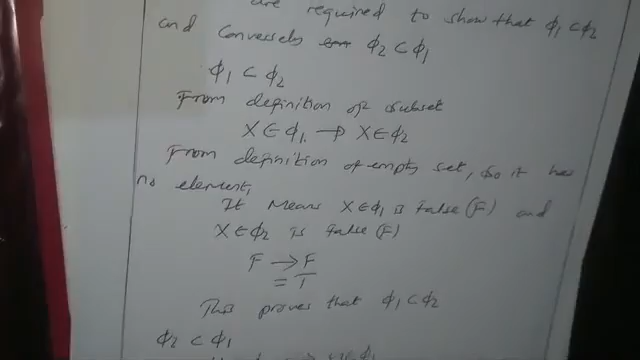 are required to show that ϕ₁ ⊂ ϕ₂
and Conversely ϕ₂ ⊂ ϕ₁
ϕ₁ ⊂ ϕ₂
From definition of subset
X ∈ ϕ₁ → X ∈ ϕ₂
From definition of empty set, so it has
no element,
It Means X ∈ ϕ₁ is False (F) and
X ∈ ϕ₂ is False (F)
F → F
= T
This proves that ϕ₁ ⊂ ϕ₂
ϕ₂ ⊂ ϕ₁